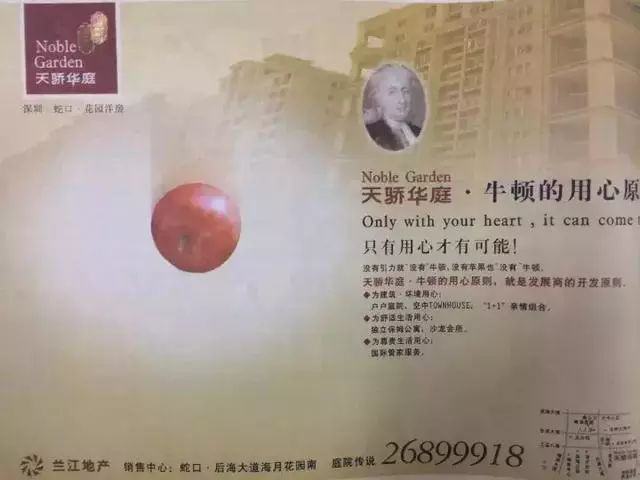 Noble
Garden
天骄华庭
深圳 蛇口·花园洋房
Noble Garden
天骄华庭·牛顿的用心原
Only with your heart , it can come t
只有用心才有可能！
没有引力就"没有"牛顿，没有苹果也"没有"牛顿。
天骄华庭·牛顿的用心原则，就是发展商的开发原则。
◆为建筑·环境用心：
户户庭院、空中TOWNHOUSE、"1+1"亲情组合。
◆为舒适生活用心：
独立保姆公寓、沙龙会所。
◆为尊贵生活用心：
国际管家服务。
兰江地产 销售中心：蛇口·后海大道海月花园南 庭院传说 26899918